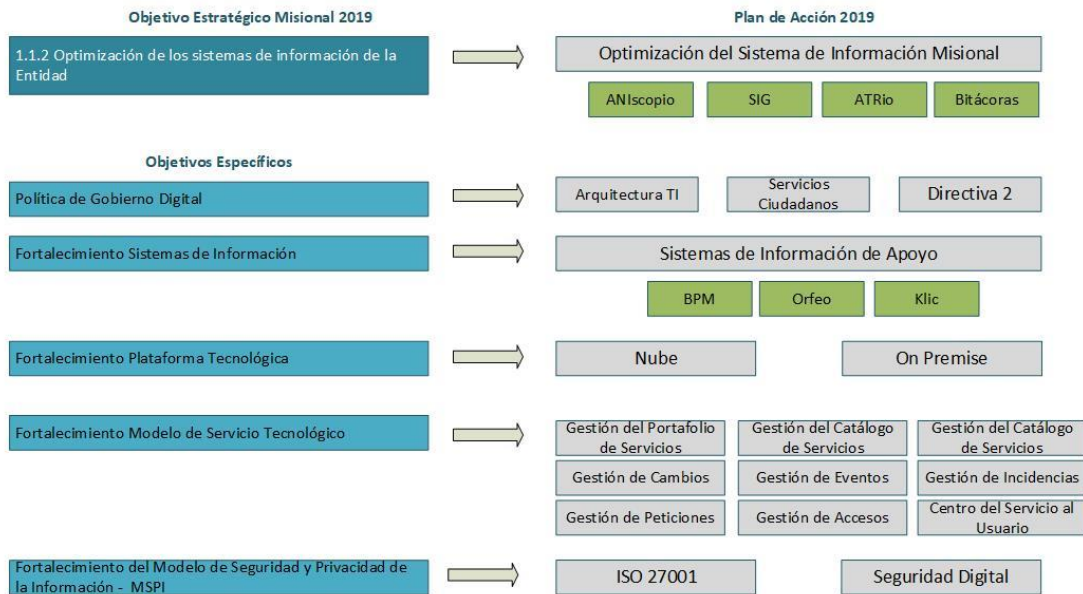 Objetivo Estratégico Misional 2019
Plan de Acción 2019
1.1.2 Optimización de los sistemas de información de la
Entidad
Optimización del Sistema de Información Misional
ANIscopio
SIG
ATRio
Bitácoras
Objetivos Específicos
Política de Gobierno Digital
Arquitectura TI
Servicios
Ciudadanos
Directiva 2
Fortalecimiento Sistemas de Información
Sistemas de Información de Apoyo
BPM
Orfeo
Klic
Fortalecimiento Plataforma Tecnológica
Nube
On Premise
Fortalecimiento Modelo de Servicio Tecnológico
Gestión del Portafolio
de Servicios
Gestión del Catálogo
de Servicios
Gestión del Catálogo
de Servicios
Gestión de Cambios
Gestión de Eventos
Gestión de Incidencias
Gestión de Peticiones
Gestión de Accesos
Centro del Servicio al
Usuario
Fortalecimiento del Modelo de Seguridad y Privacidad de
la Información - MSPI
ISO 27001
Seguridad Digital